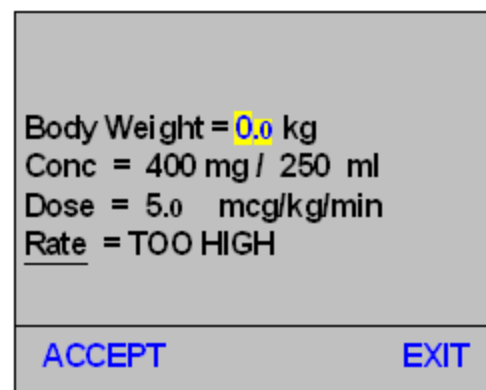 Body Weight = 0.0 kg
Conc = 400 mg / 250 ml
Dose = 5.0 mcg/kg/min
Rate = TOO HIGH
ACCEPT EXIT